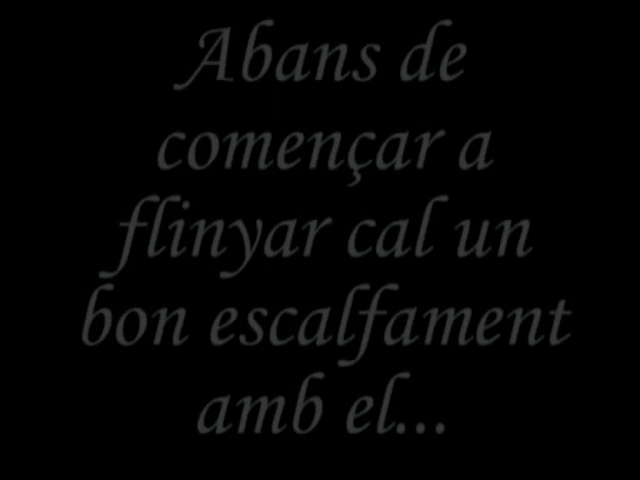 Abans de
començar a
flinyar cal un
bon escalfament
amb el...